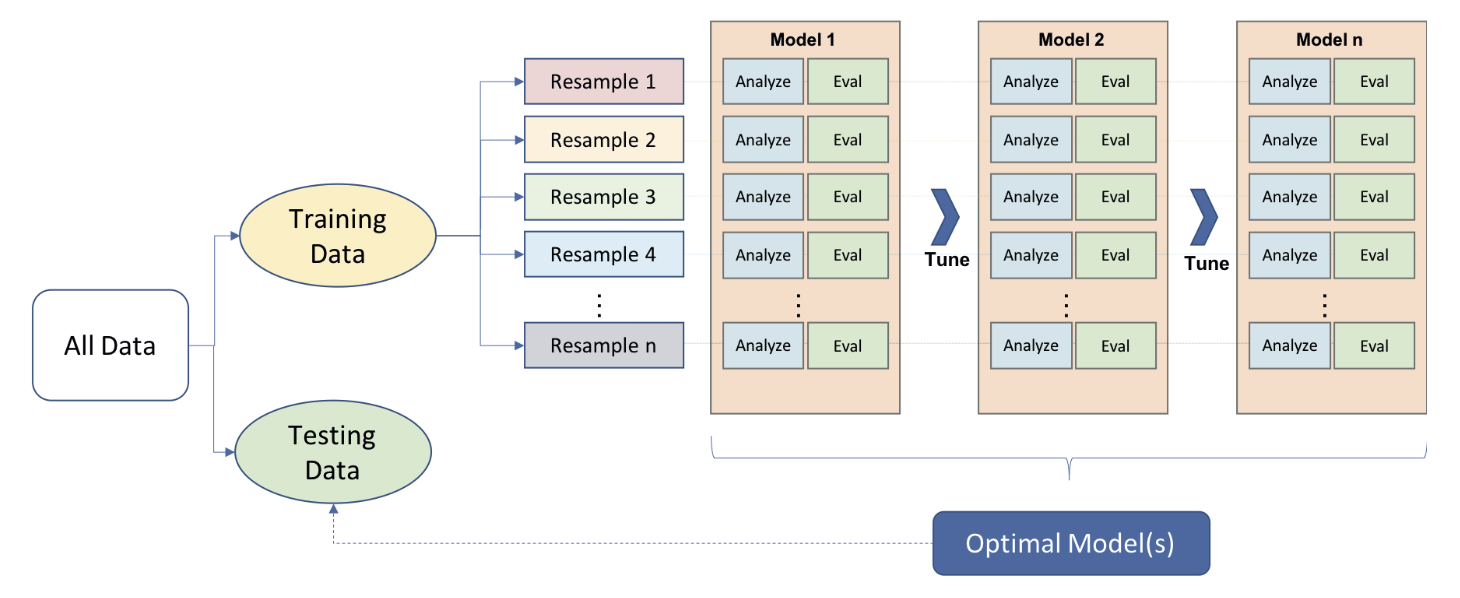 Model 1
Model 2
Model n
Resample 1
Analyze
Eval
Analyze
Eval
Analyze
Eval
Resample 2
Analyze
Eval
Analyze
Eval
Analyze
Eval
Resample 3
Analyze
Eval
Analyze
Eval
Analyze
Eval
Training
Data
Resample 4
Analyze
Eval
Tune
Analyze
Eval
Tune
Analyze
Eval
All Data
Resample n
Analyze
Eval
Analyze
Eval
Analyze
Eval
Testing
Data
Optimal Model(s)